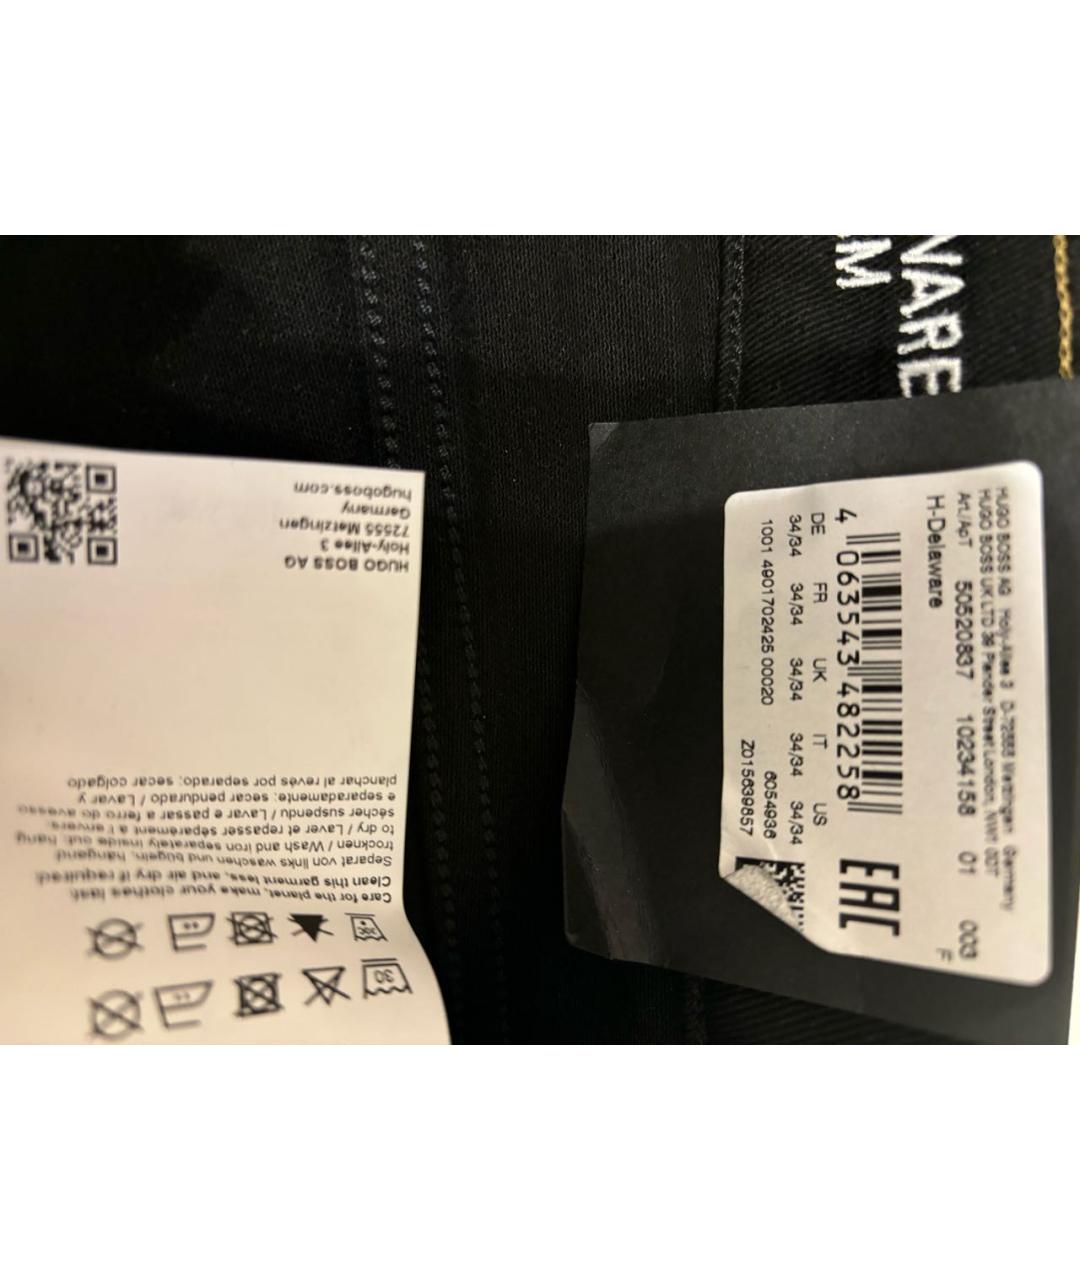 NARE
M
HUGO BOSS AG Holy-Allee 3 D-72555 Metzingen Germany
HUGO BOSS UK LTD 39 Plender Street London, NW1 0DT
Art./ApT 50520837 10234158 01 003
H-Delaware F
4 063543 482258
EAC
DE FR UK IT US
34/34 34/34 34/34 34/34 34/34
1001 4901702425 00020 6054936
Z015639857
HUGO BOSS AG
Holy-Allee 3
72555 Metzingen
Germany
hugoboss.com
30
Care for the planet, make your clothes last.
Clean this garment less, and air dry if required.
Separat von links waschen und bügeln, hängend
trocknen / Wash and iron separately inside out, hang
to dry / Laver et repasser séparément à l'envers,
sécher suspendu / Lavar e passar a ferro do avesso
e separadamente; secar pendurado / Lavar y
planchar al revés por separado; secar colgado